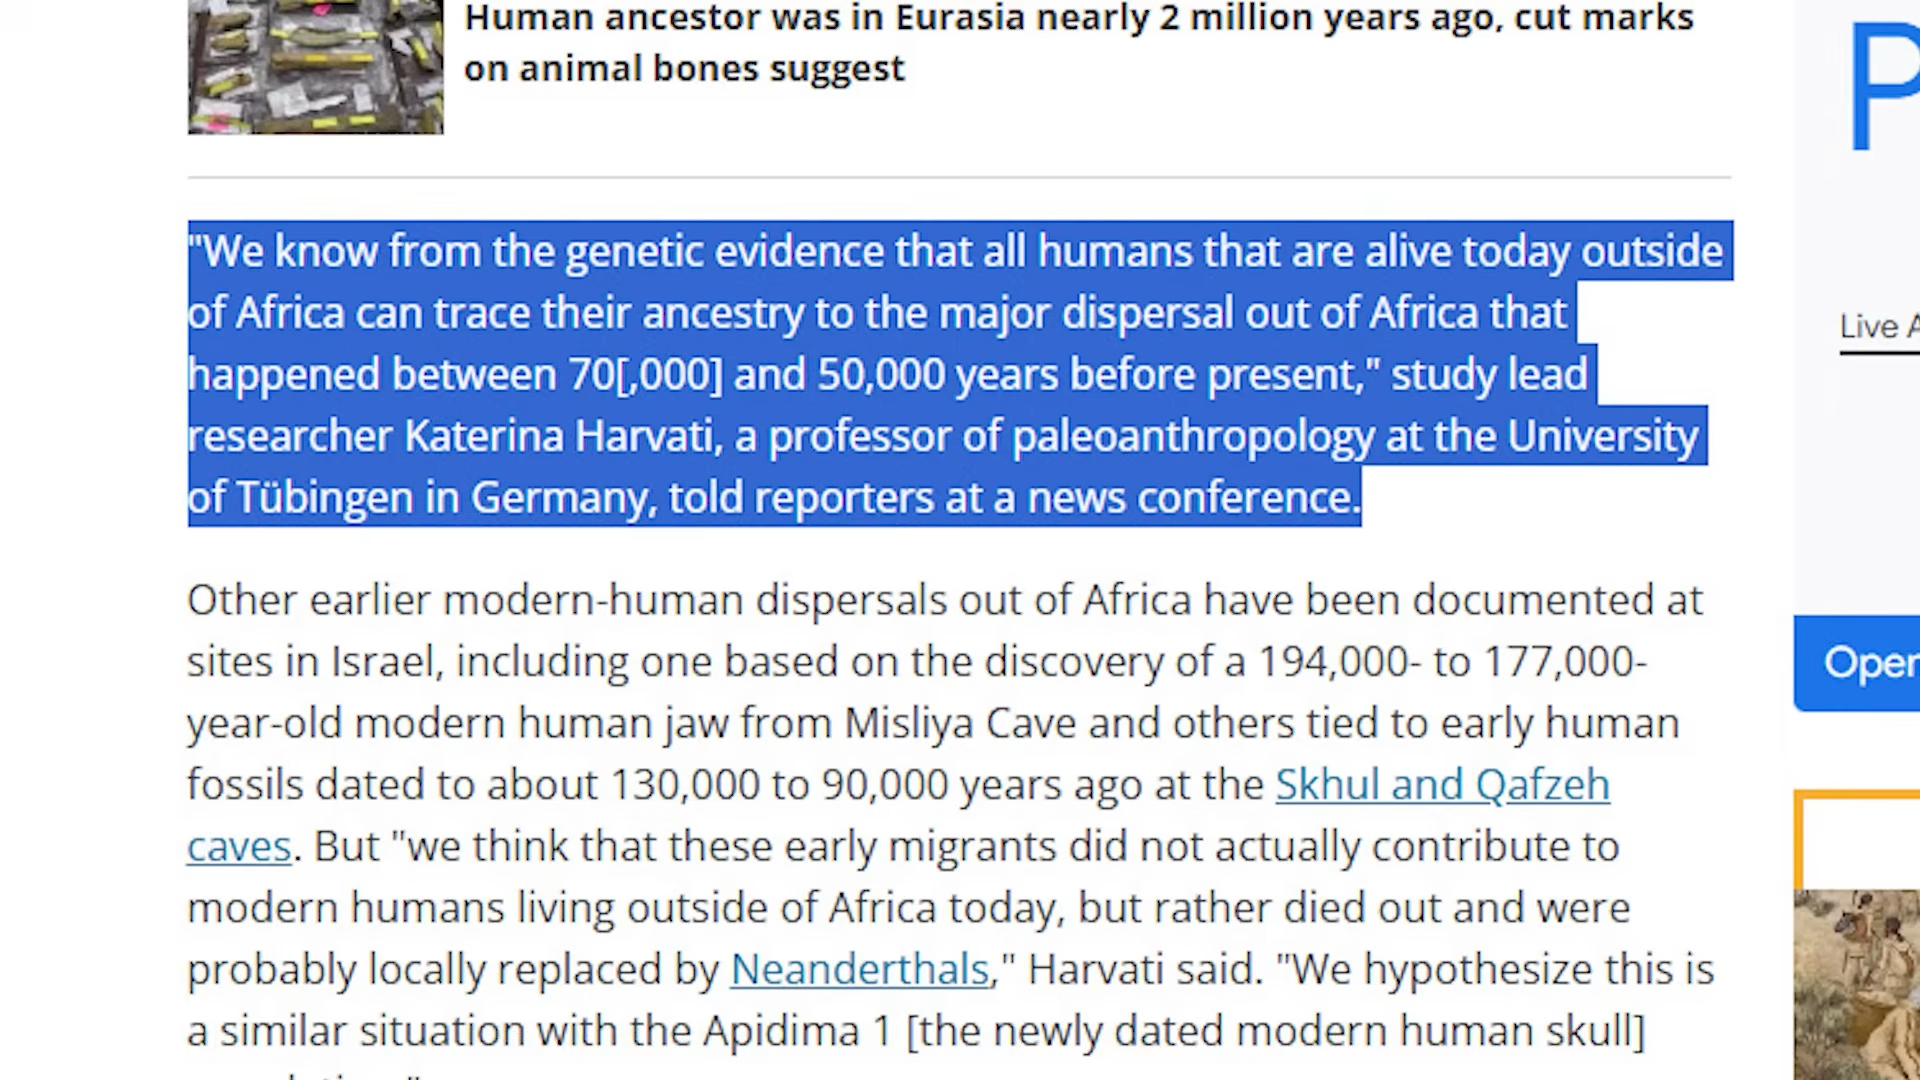 Human ancestor was in Eurasia nearly 2 million years ago, cut marks
on animal bones suggest
P
"We know from the genetic evidence that all humans that are alive today outside
of Africa can trace their ancestry to the major dispersal out of Africa that
happened between 70[,000] and 50,000 years before present," study lead
researcher Katerina Harvati, a professor of paleoanthropology at the University
of Tübingen in Germany, told reporters at a news conference.
Live A
Other earlier modern-human dispersals out of Africa have been documented at
sites in Israel, including one based on the discovery of a 194,000- to 177,000-
year-old modern human jaw from Misliya Cave and others tied to early human
fossils dated to about 130,000 to 90,000 years ago at the Skhul and Qafzeh
caves. But "we think that these early migrants did not actually contribute to
modern humans living outside of Africa today, but rather died out and were
probably locally replaced by Neanderthals," Harvati said. "We hypothesize this is
a similar situation with the Apidima 1 [the newly dated modern human skull]
Open